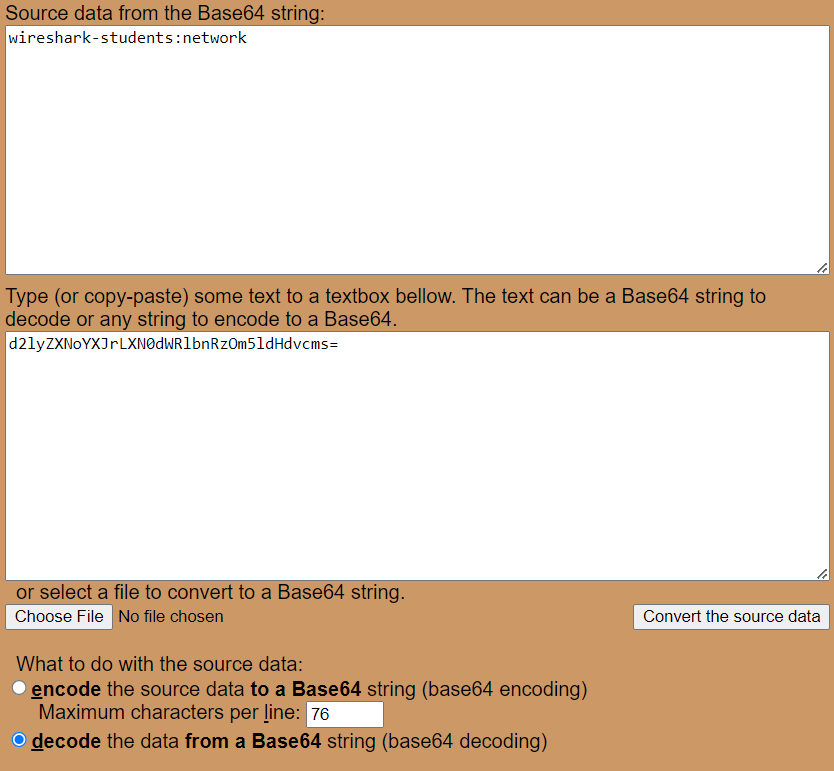 Source data from the Base64 string:
wireshark-students:network
Type (or copy-paste) some text to a textbox bellow. The text can be a Base64 string to
decode or any string to encode to a Base64.
d2lyZXNoYXJrLXN0dWRlbnRzOm5ldHdvcms=
or select a file to convert to a Base64 string.
Choose File No file chosen Convert the source data
What to do with the source data:
encode the source data to a Base64 string (base64 encoding)
Maximum characters per line: 76
decode the data from a Base64 string (base64 decoding)